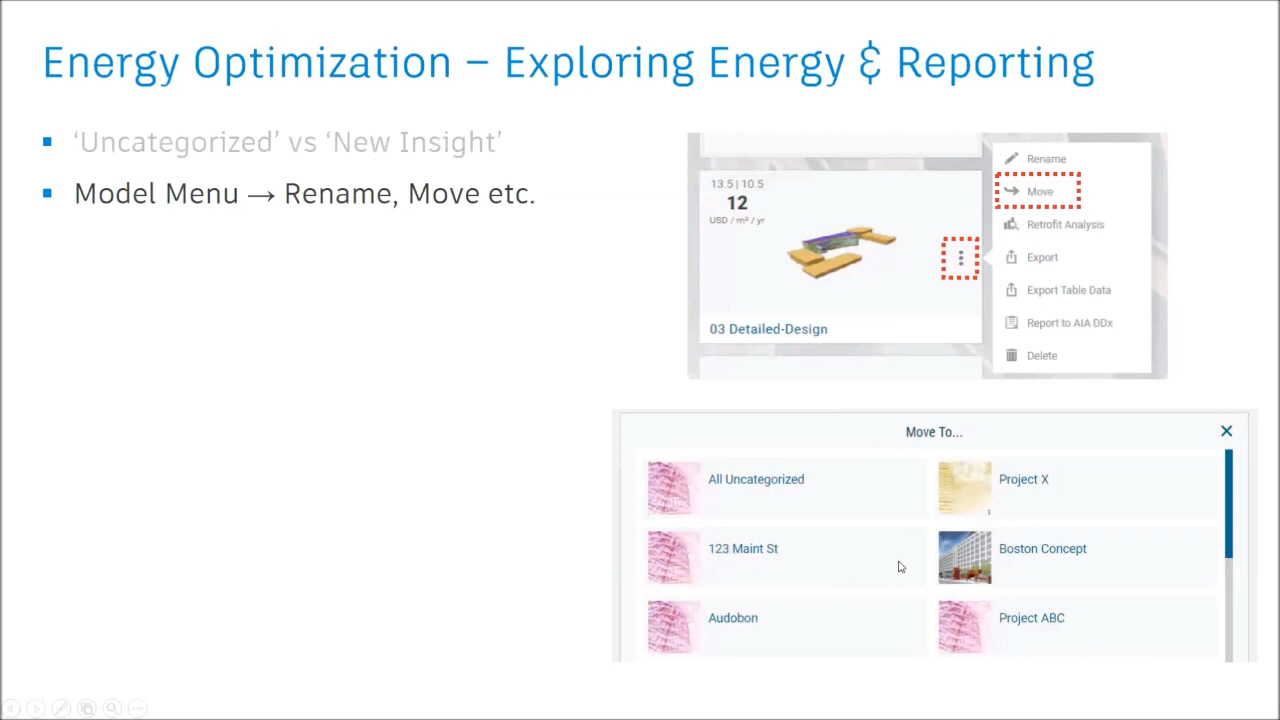 Energy Optimization – Exploring Energy & Reporting
‘Uncategorized’ vs ‘New Insight’
Model Menu → Rename, Move etc.
13.5 | 10.5
12
USD / m² / yr
03 Detailed-Design
Rename
Move
Retrofit Analysis
Export
Export Table Data
Report to AIA DDx
Delete
Move To...
All Uncategorized
Project X
123 Maint St
Boston Concept
Audobon
Project ABC